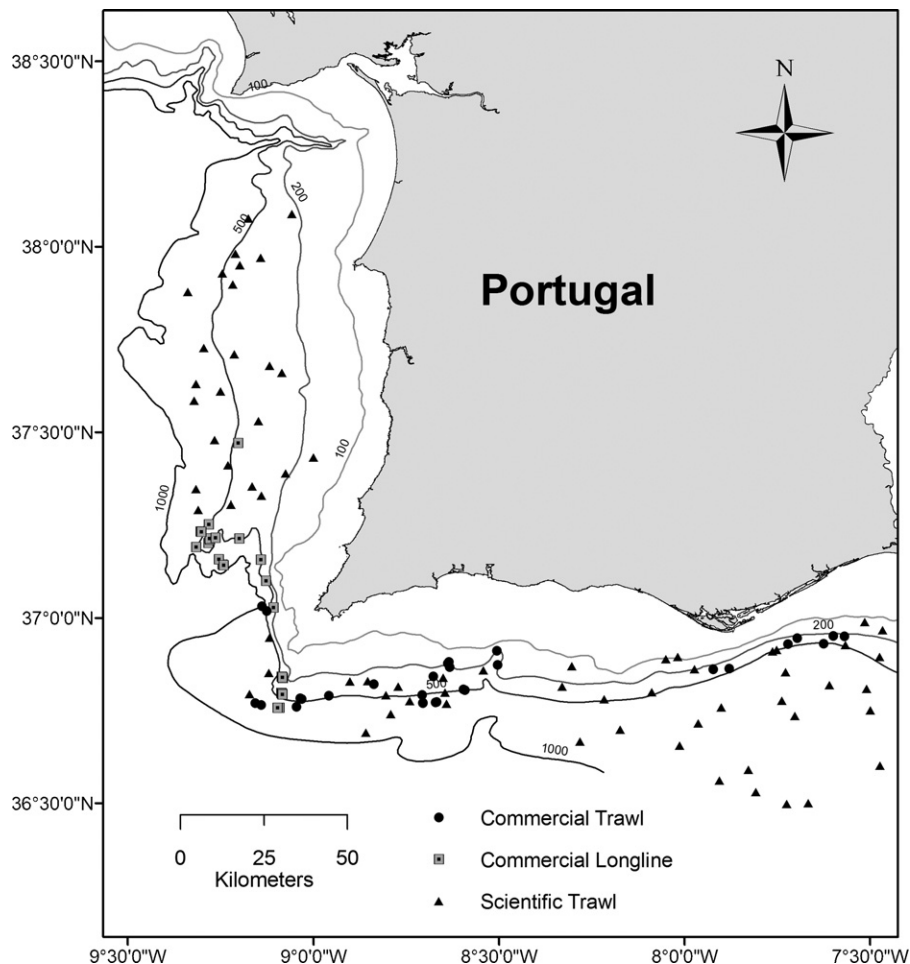 38°30'0"N
38°0'0"N
37°30'0"N
37°0'0"N
36°30'0"N
9°30'0"W
9°0'0"W
8°30'0"W
8°0'0"W
7°30'0"W
N
Portugal
100
200
500
100
1000
200
500
1000
0 25 50
Kilometers
Commercial Trawl
Commercial Longline
Scientific Trawl